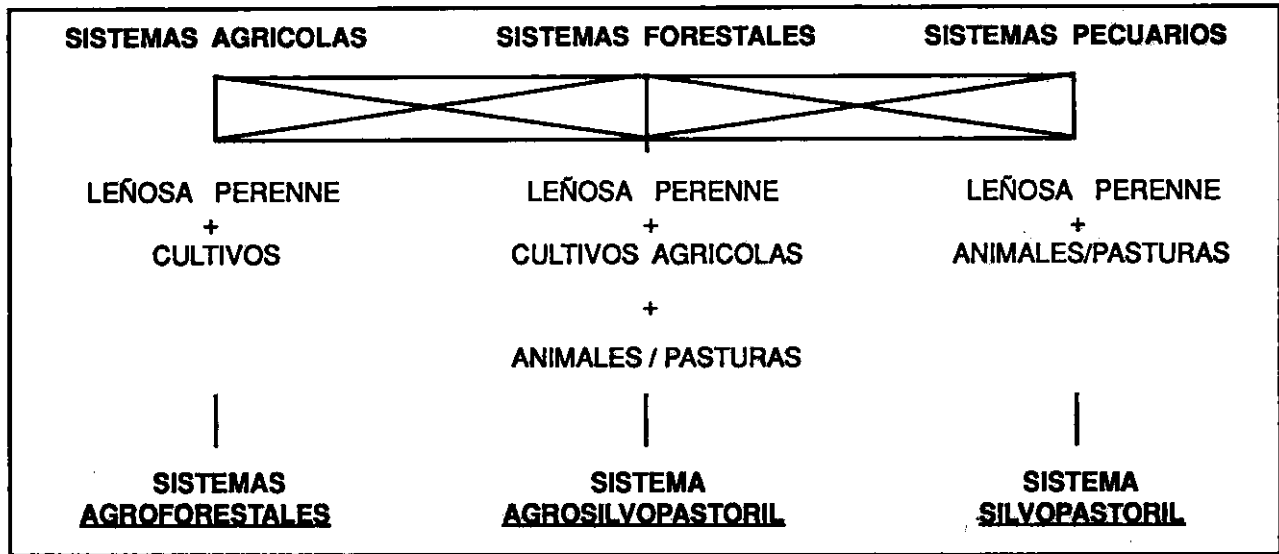 SISTEMAS AGRICOLAS SISTEMAS FORESTALES SISTEMAS PECUARIOS
LEÑOSA PERENNE
+
CULTIVOS
LEÑOSA PERENNE
+
CULTIVOS AGRICOLAS
+
ANIMALES / PASTURAS
LEÑOSA PERENNE
+
ANIMALES/PASTURAS
SISTEMAS
AGROFORESTALES
SISTEMA
AGROSILVOPASTORIL
SISTEMA
SILVOPASTORIL